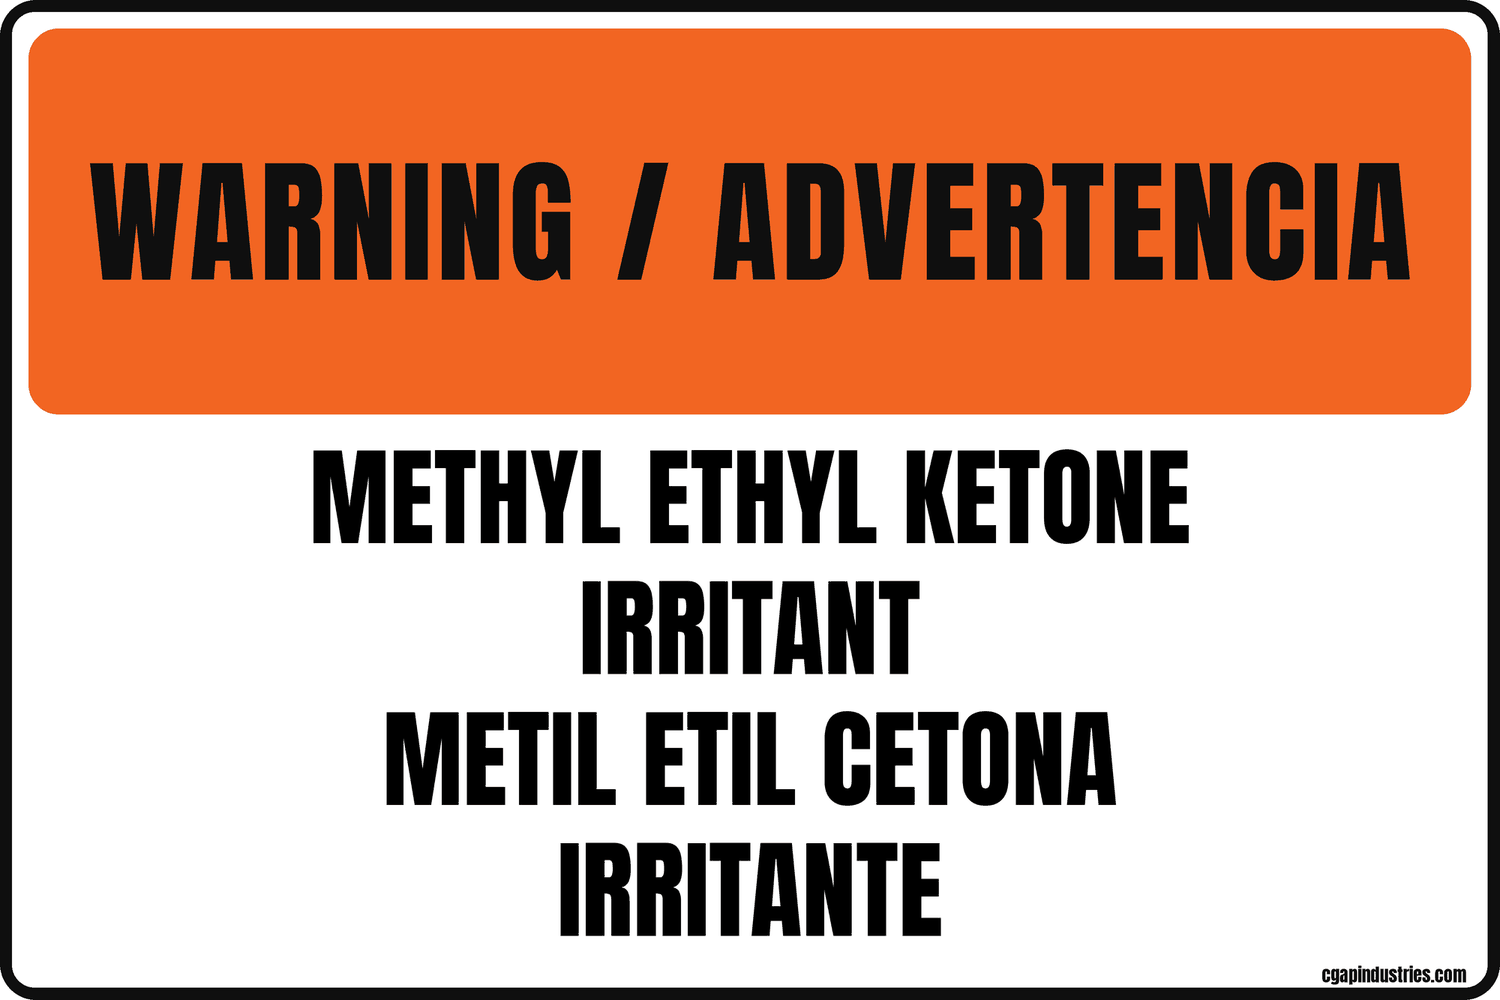 WARNING / ADVERTENCIA
METHYL ETHYL KETONE
IRRITANT
METIL ETIL CETONA
IRRITANTE
cgapindustries.com